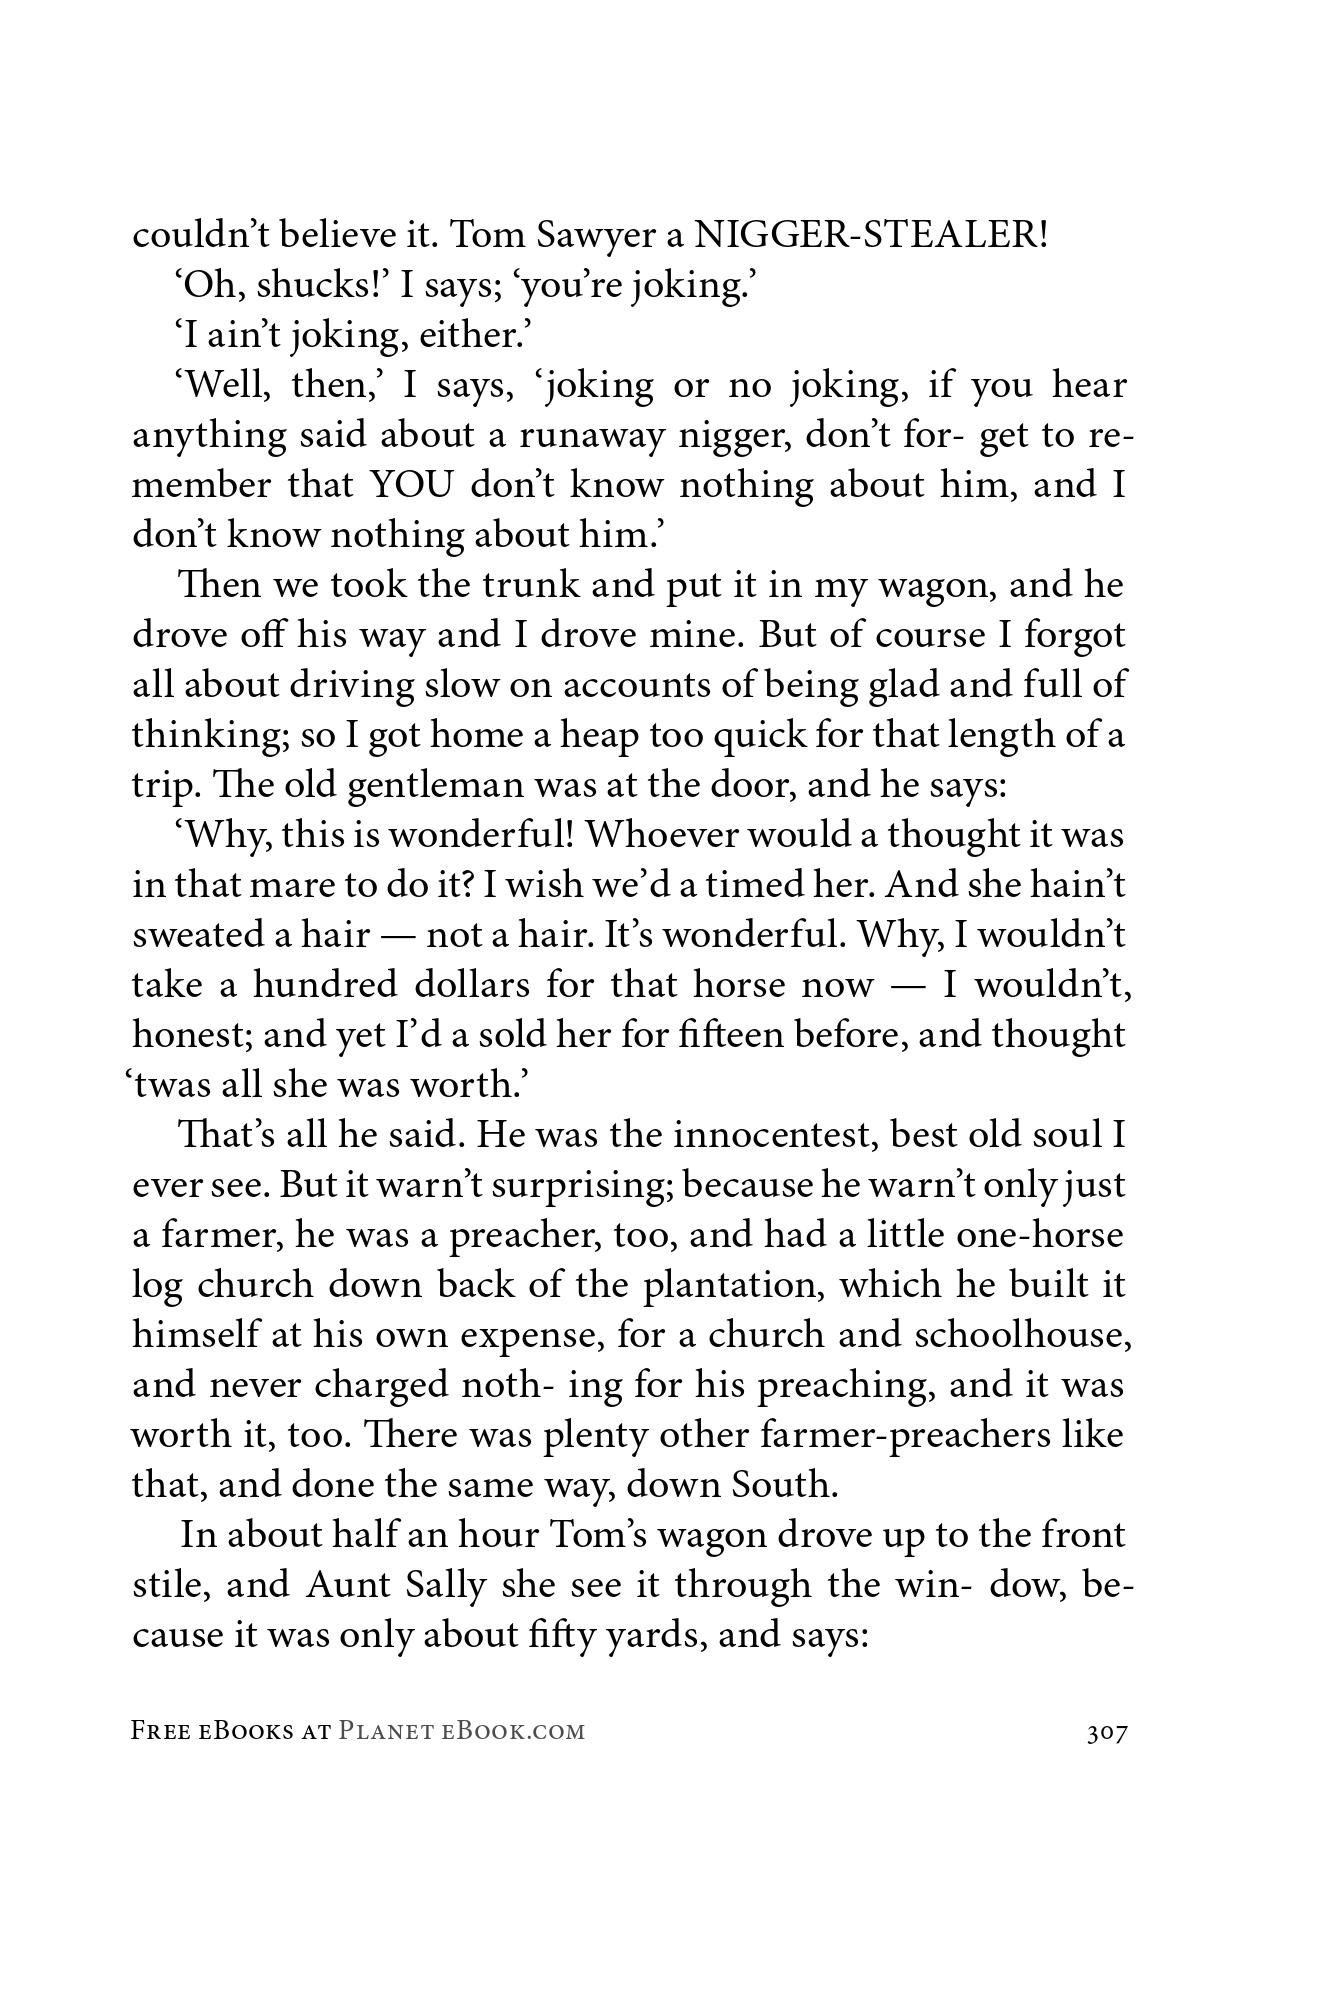 couldn’t believe it. Tom Sawyer a NIGGER-STEALER!
‘Oh, shucks!’ I says; ‘you’re joking.’
‘I ain’t joking, either.’
‘Well, then,’ I says, ‘joking or no joking, if you hear
anything said about a runaway nigger, don’t for- get to re-
member that YOU don’t know nothing about him, and I
don’t know nothing about him.’
Then we took the trunk and put it in my wagon, and he
drove off his way and I drove mine. But of course I forgot
all about driving slow on accounts of being glad and full of
thinking; so I got home a heap too quick for that length of a
trip. The old gentleman was at the door, and he says:
‘Why, this is wonderful! Whoever would a thought it was
in that mare to do it? I wish we’d a timed her. And she hain’t
sweated a hair — not a hair. It’s wonderful. Why, I wouldn’t
take a hundred dollars for that horse now — I wouldn’t,
honest; and yet I’d a sold her for fifteen before, and thought
‘twas all she was worth.’
That’s all he said. He was the innocentest, best old soul I
ever see. But it warn’t surprising; because he warn’t only just
a farmer, he was a preacher, too, and had a little one-horse
log church down back of the plantation, which he built it
himself at his own expense, for a church and schoolhouse,
and never charged noth- ing for his preaching, and it was
worth it, too. There was plenty other farmer-preachers like
that, and done the same way, down South.
In about half an hour Tom’s wagon drove up to the front
stile, and Aunt Sally she see it through the win- dow, be-
cause it was only about fifty yards, and says:
Free eBooks at Planet eBook.com 307